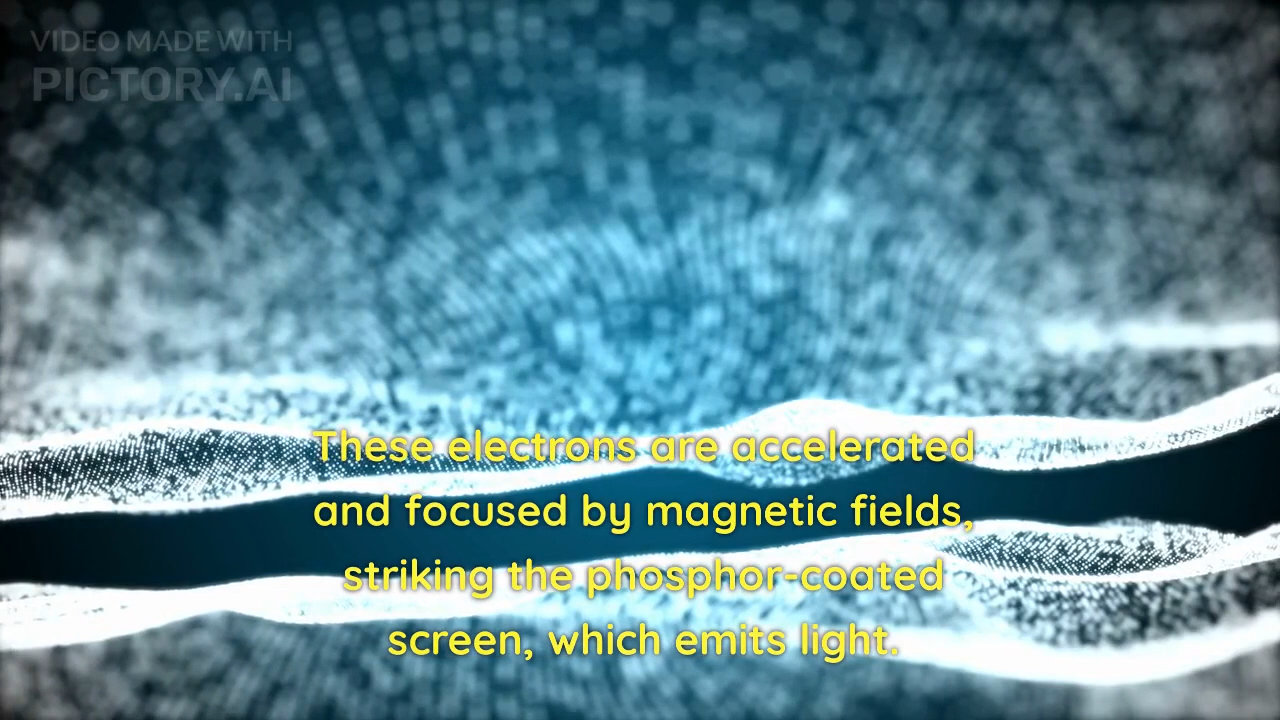 VIDEO MADE WITH
PICTORY.AI
These electrons are accelerated
and focused by magnetic fields,
striking the phosphor-coated
screen, which emits light.